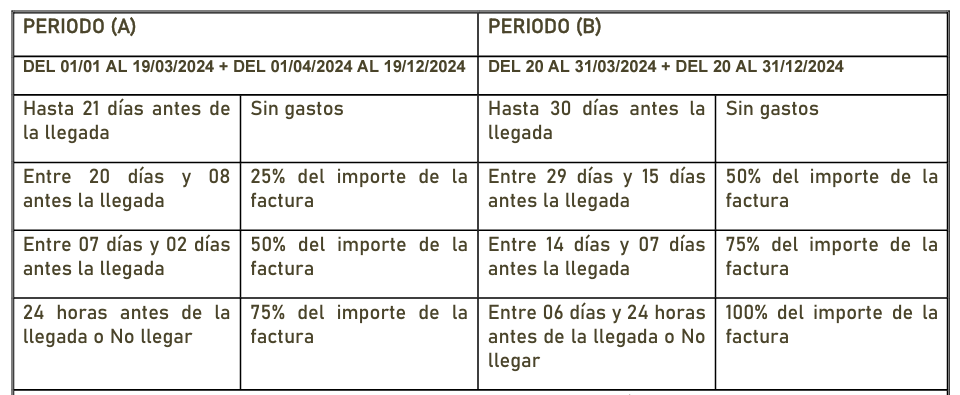 PERIODO (A)
PERIODO (B)
DEL 01/01 AL 19/03/2024 + DEL 01/04/2024 AL 19/12/2024
DEL 20 AL 31/03/2024 + DEL 20 AL 31/12/2024
Hasta 21 días antes de
la llegada
Sin gastos
Hasta 30 días antes la
llegada
Sin gastos
Entre 20 días y 08
antes la llegada
25% del importe de la
factura
Entre 29 días y 15 días
antes la llegada
50% del importe de la
factura
Entre 07 días y 02 días
antes la llegada
50% del importe de la
factura
Entre 14 días y 07 días
antes la llegada
75% del importe de la
factura
24 horas antes de la
llegada o No llegar
75% del importe de la
factura
Entre 06 días y 24 horas
antes de la llegada o No
llegar
100% del importe de la
factura